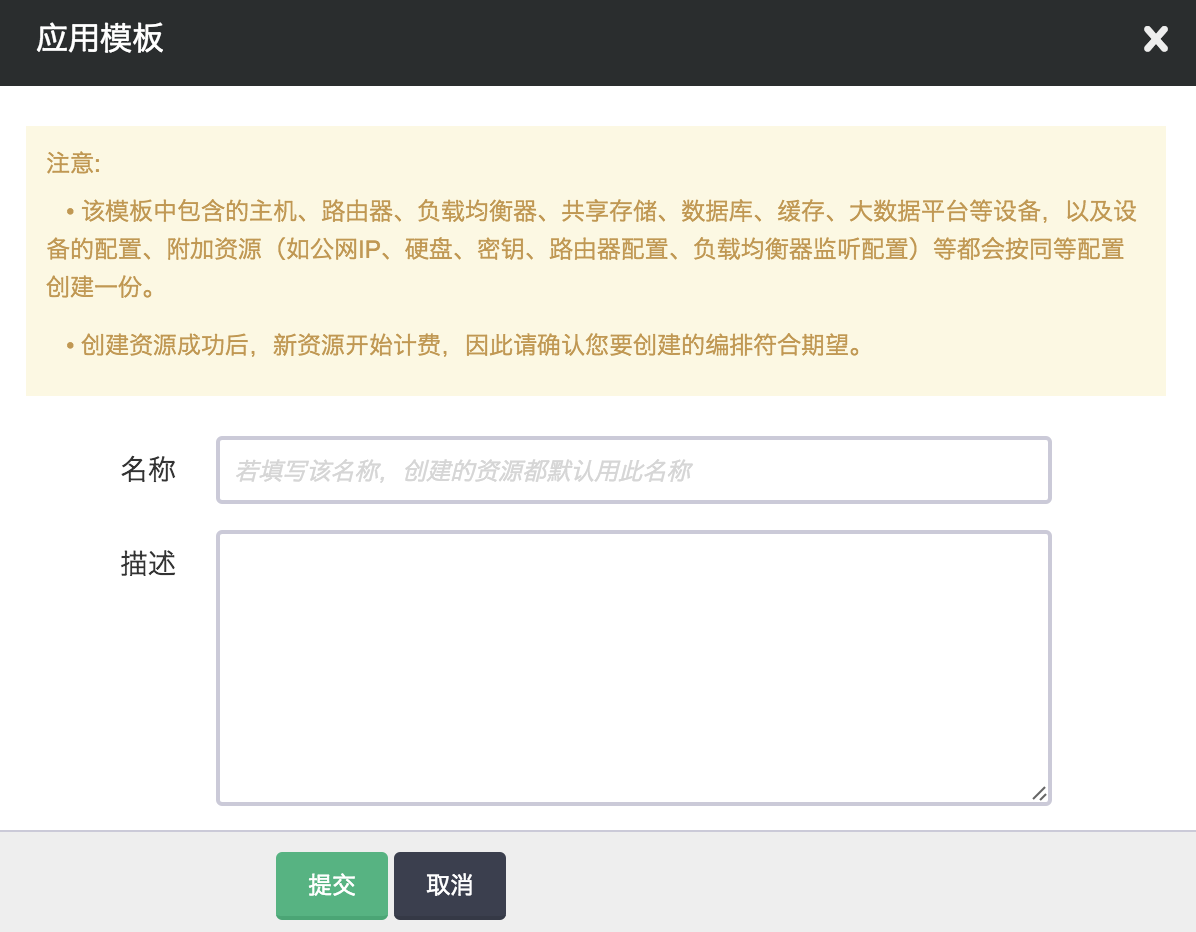 应用模板
注意:
• 该模板中包含的主机、路由器、负载均衡器、共享存储、数据库、缓存、大数据平台等设备，以及设
备的配置、附加资源（如公网IP、硬盘、密钥、路由器配置、负载均衡器监听配置）等都会按同等配置
创建一份。
• 创建资源成功后，新资源开始计费，因此请确认您要创建的编排符合期望。
名称
若填写该名称，创建的资源都默认用此名称
描述
提交
取消